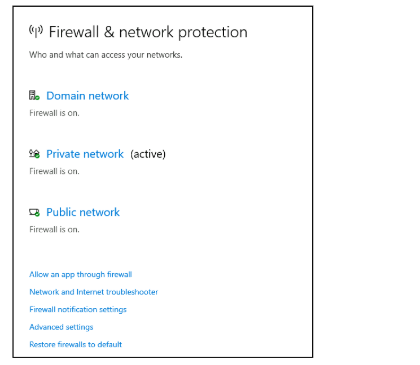 Firewall & network protection
Who and what can access your networks.
Domain network
Firewall is on.
Private network (active)
Firewall is on.
Public network
Firewall is on.
Allow an app through firewall
Network and Internet troubleshooter
Firewall notification settings
Advanced settings
Restore firewalls to default